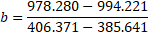 b = 978.280 − 994.221
406.371 − 385.641